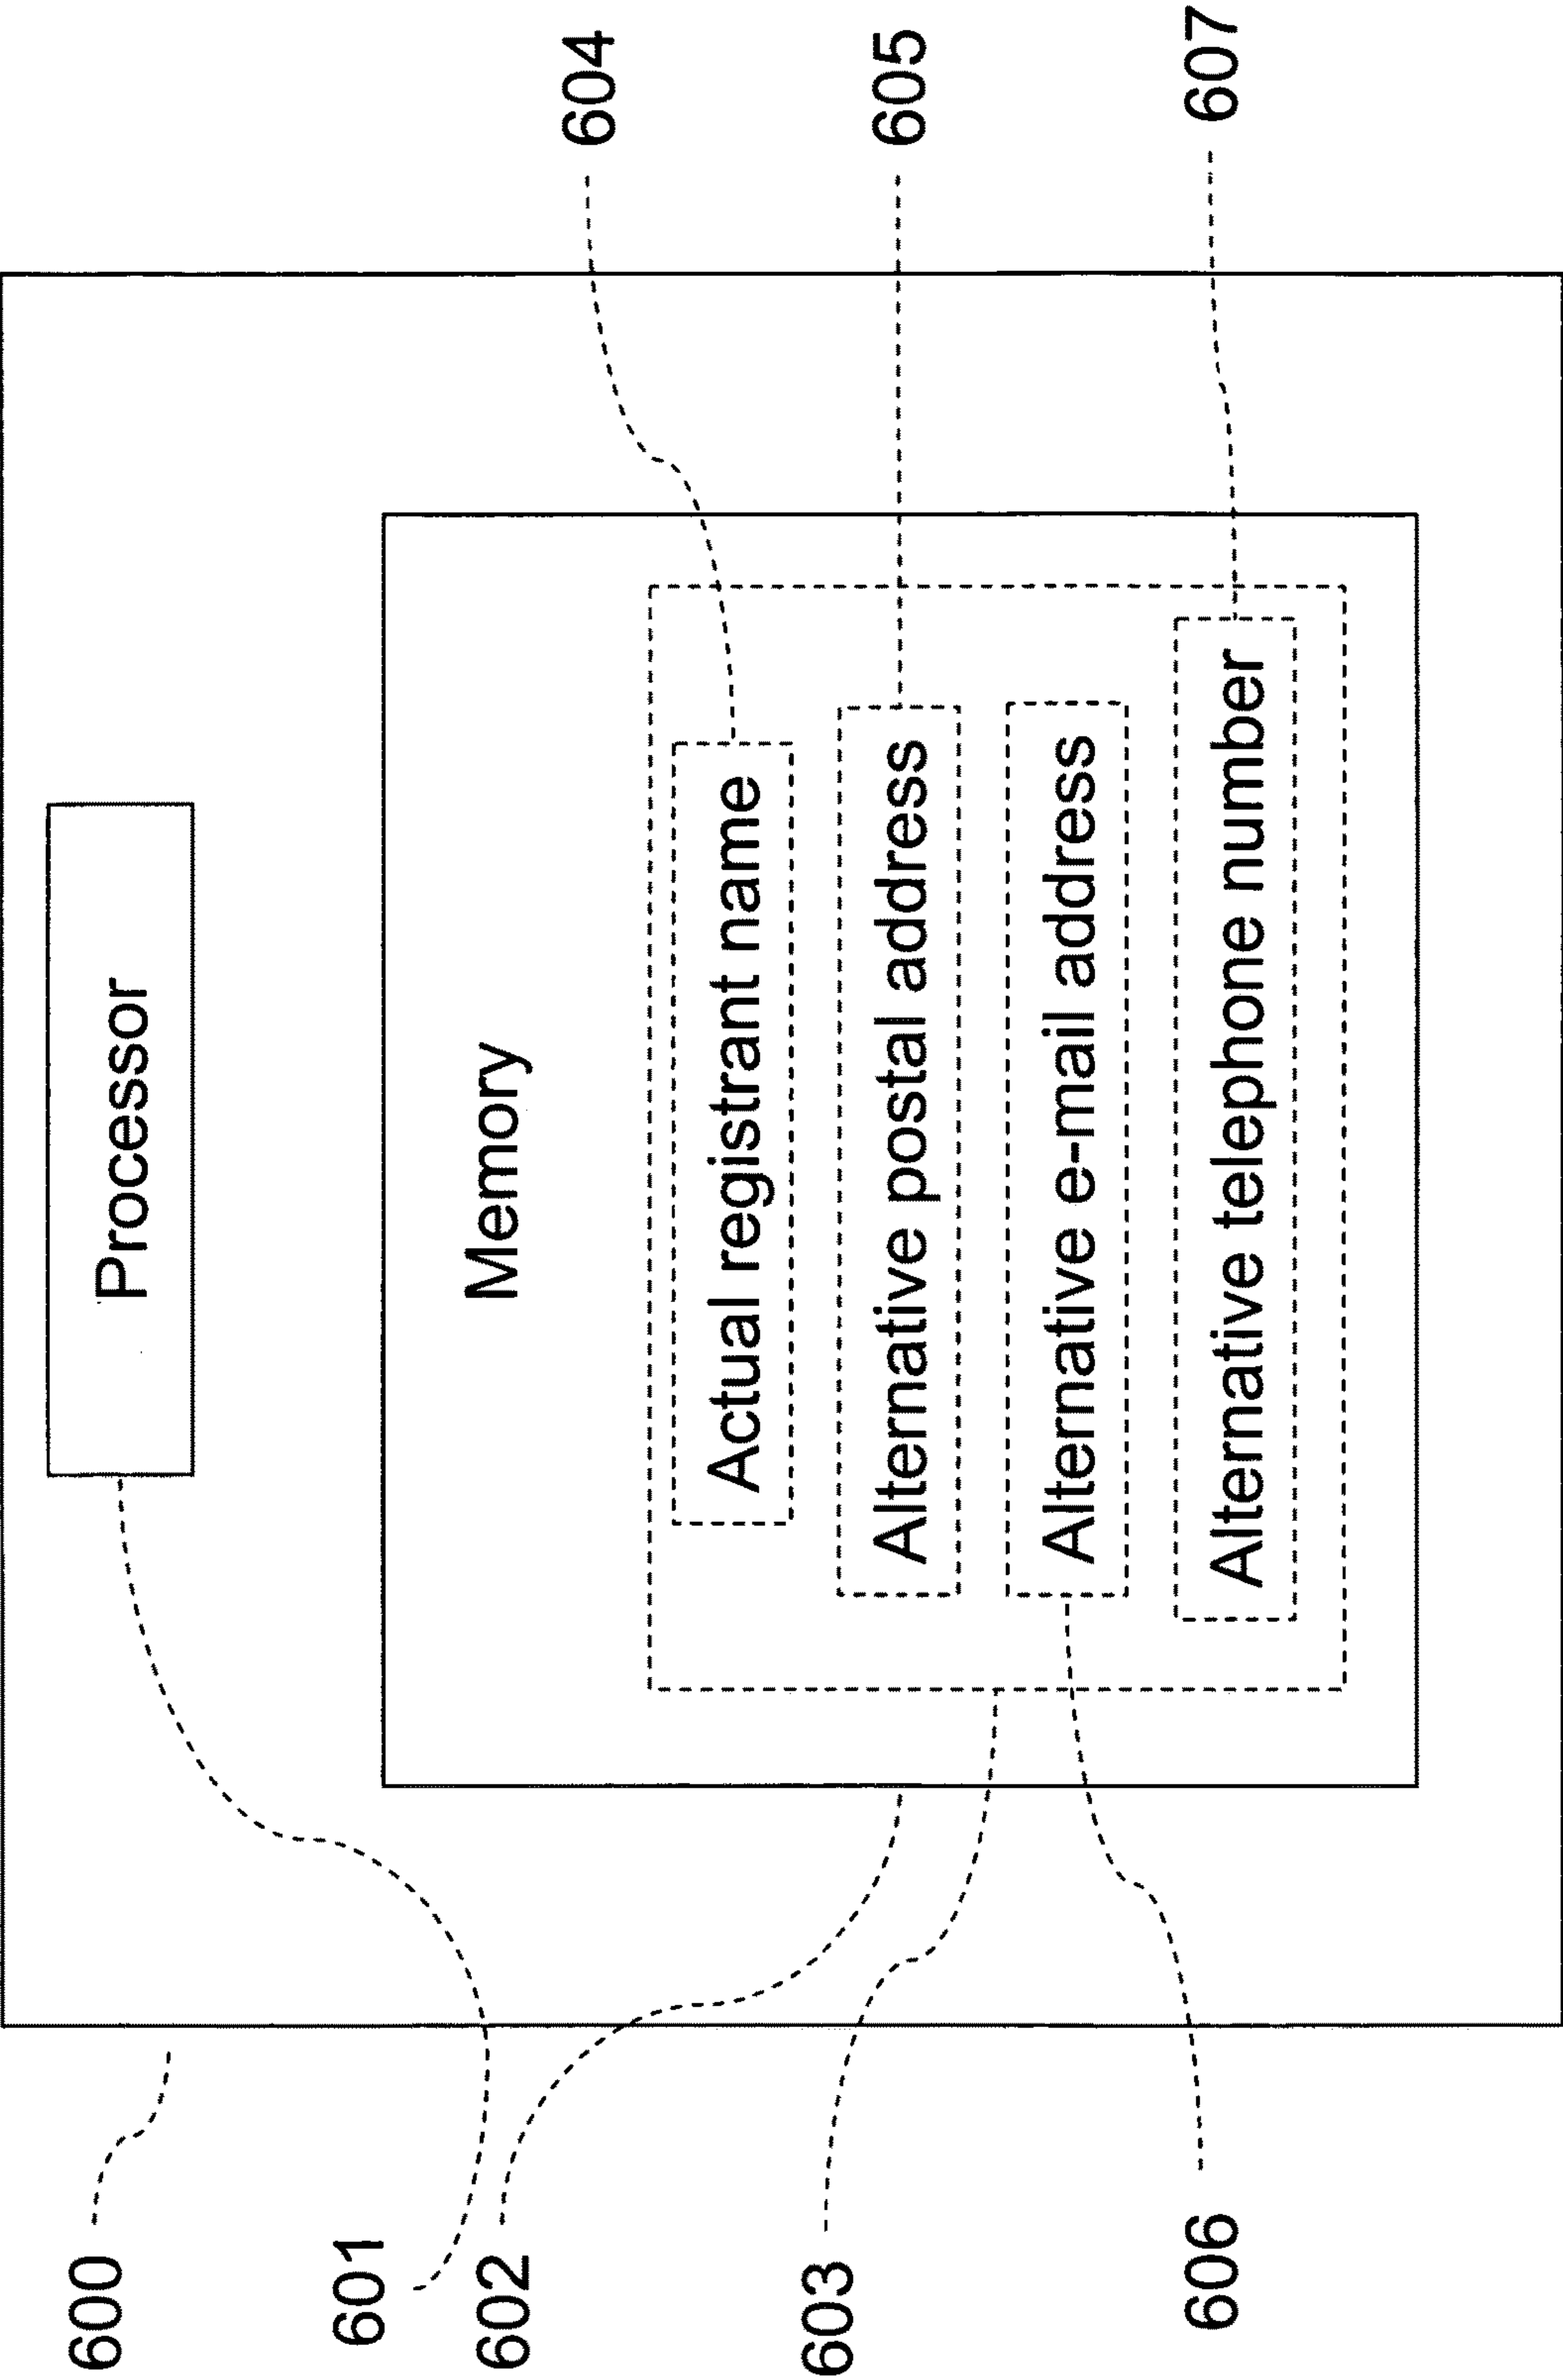 600
601
602
603
606
Processor
Memory
Actual registrant name
Alternative postal address
Alternative e-mail address
Alternative telephone number
604
605
607